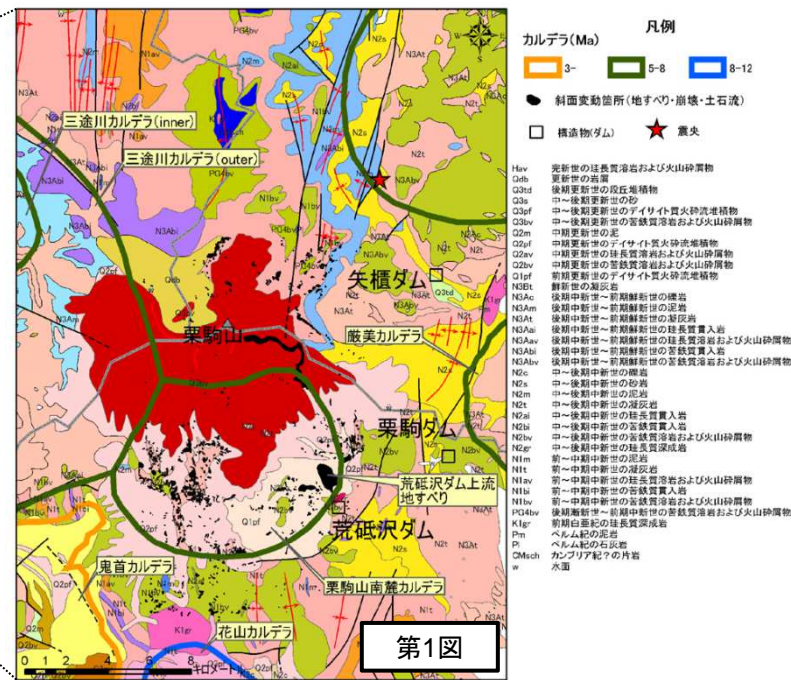 三途川カルデラ(inner)
三途川カルデラ(outer)
矢櫃ダム
厳美カルデラ
栗駒山
栗駒ダム
荒砥沢ダム上流
地すべり
荒砥沢ダム
鬼首カルデラ
栗駒山南麓カルデラ
花山カルデラ
第1図
0 1 2 4 6 8
キロメートル
凡例
カルデラ(Ma)
3-
5-8
8-12
斜面変動箇所(地すべり・崩壊・土石流)
構造物(ダム)
震央
Hav 完新世の珪長質溶岩および火山砕屑物
Qdb 更新世の岩屑
Q3td 後期更新世の段丘堆積物
Q3s 中～後期更新世の砂
Q3pf 中～後期更新世のデイサイト質火砕流堆積物
Q3bv 中～後期更新世の苦鉄質溶岩および火山砕屑物
Q2m 中期更新世の泥
Q2pf 中期更新世のデイサイト質火砕流堆積物
Q2av 中期更新世の珪長質溶岩および火山砕屑物
Q2bv 中期更新世の苦鉄質溶岩および火山砕屑物
Q1pf 前期更新世のデイサイト質火砕流堆積物
N3Bt 鮮新世の凝灰岩
N3Ac 後期中新世～前期鮮新世の礫岩
N3Am 後期中新世～前期鮮新世の泥岩
N3At 後期中新世～前期鮮新世の凝灰岩
N3Aai 後期中新世～前期鮮新世の珪長質貫入岩
N3Aav 後期中新世～前期鮮新世の珪長質溶岩および火山砕屑物
N3Abi 後期中新世～前期鮮新世の苦鉄質貫入岩
N3Abv 後期中新世～前期鮮新世の苦鉄質溶岩および火山砕屑物
N2c 中～後期中新世の礫岩
N2s 中～後期中新世の砂岩
N2m 中～後期中新世の泥岩
N2t 中～後期中新世の凝灰岩
N2ai 中～後期中新世の珪長質貫入岩
N2bi 中～後期中新世の苦鉄質貫入岩
N2bv 中～後期中新世の苦鉄質溶岩および火山砕屑物
N2gr 中～後期中新世の珪長質深成岩
N1m 前～中期中新世の泥岩
N1t 前～中期中新世の凝灰岩
N1av 前～中期中新世の珪長質溶岩および火山砕屑物
N1bi 前～中期中新世の苦鉄質貫入岩
N1bv 前～中期中新世の苦鉄質溶岩および火山砕屑物
PG4bv 後期漸新世～前期中新世の苦鉄質溶岩および火山砕屑物
K1gr 前期白亜紀の珪長質深成岩
Pm ペルム紀の泥岩
Pl ペルム紀の石灰岩
CMsch カンブリア紀?の片岩
w 水面